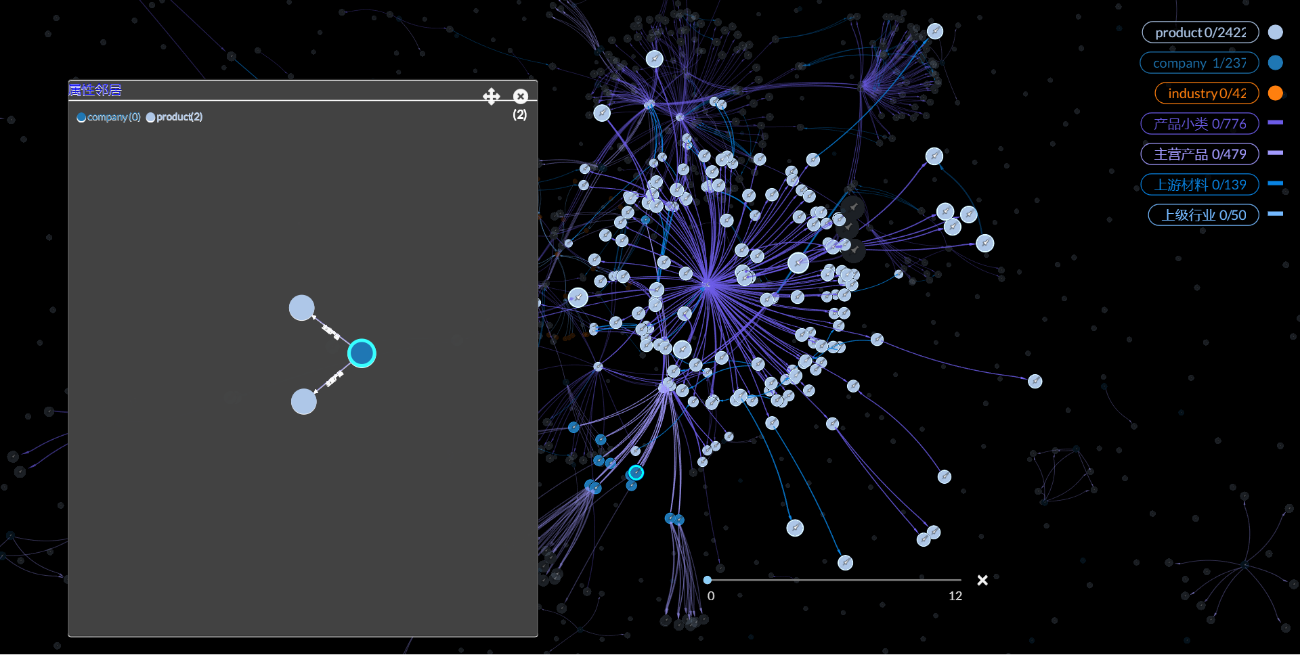 属性邻居
(2)
company(0) product(2)
product 0/2422
company 1/237
industry 0/42
产品小类 0/776
主营产品 0/479
上游材料 0/139
上级行业 0/50
0
12